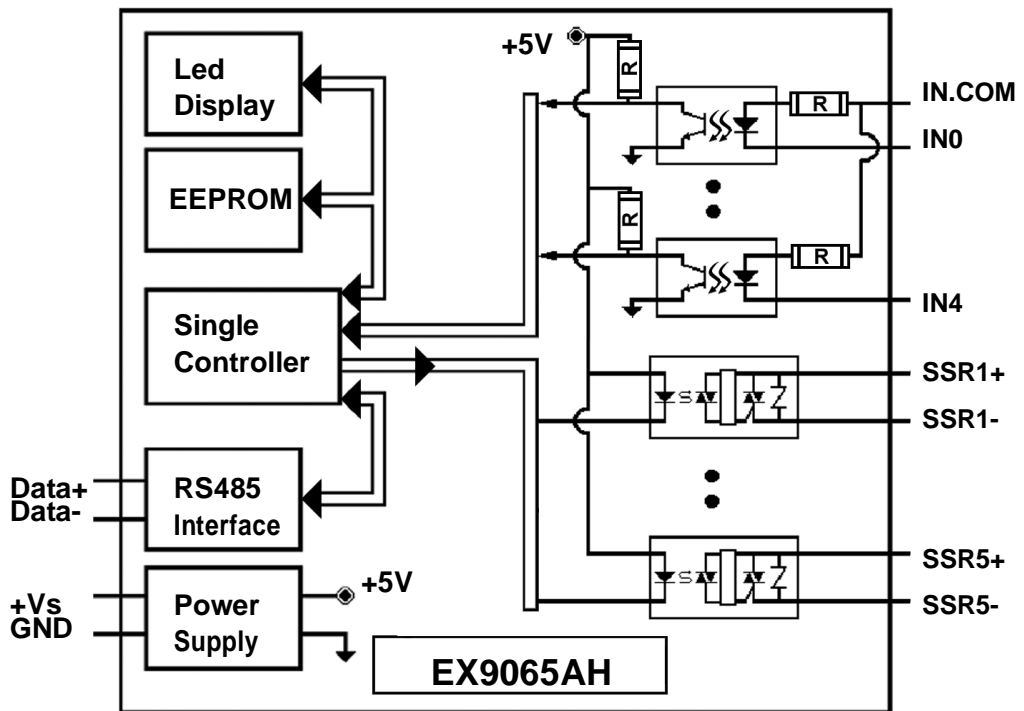 Led
Display
EEPROM
Single
Controller
RS485
Interface
Power
Supply
Data+
Data-
+Vs
GND
+5V
+5V
R
R
R
R
IN.COM
IN0
IN4
SSR1+
SSR1-
SSR5+
SSR5-
EX9065AH